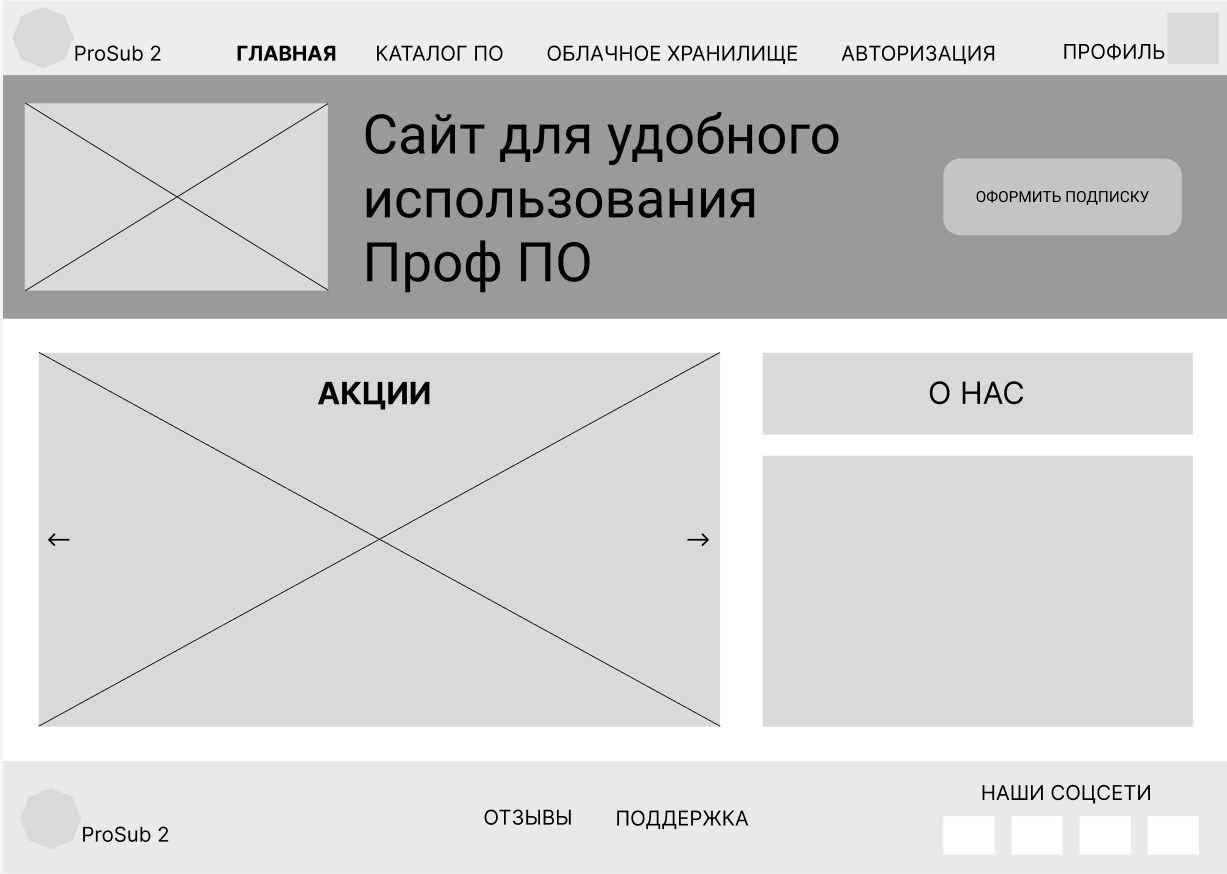 ProSub 2
ГЛАВНАЯ
КАТАЛОГ ПО
ОБЛАЧНОЕ ХРАНИЛИЩЕ
АВТОРИЗАЦИЯ
ПРОФИЛЬ
Сайт для удобного
использования
Проф ПО
ОФОРМИТЬ ПОДПИСКУ
АКЦИИ
←
→
О НАС
ProSub 2
ОТЗЫВЫ
ПОДДЕРЖКА
НАШИ СОЦСЕТИ